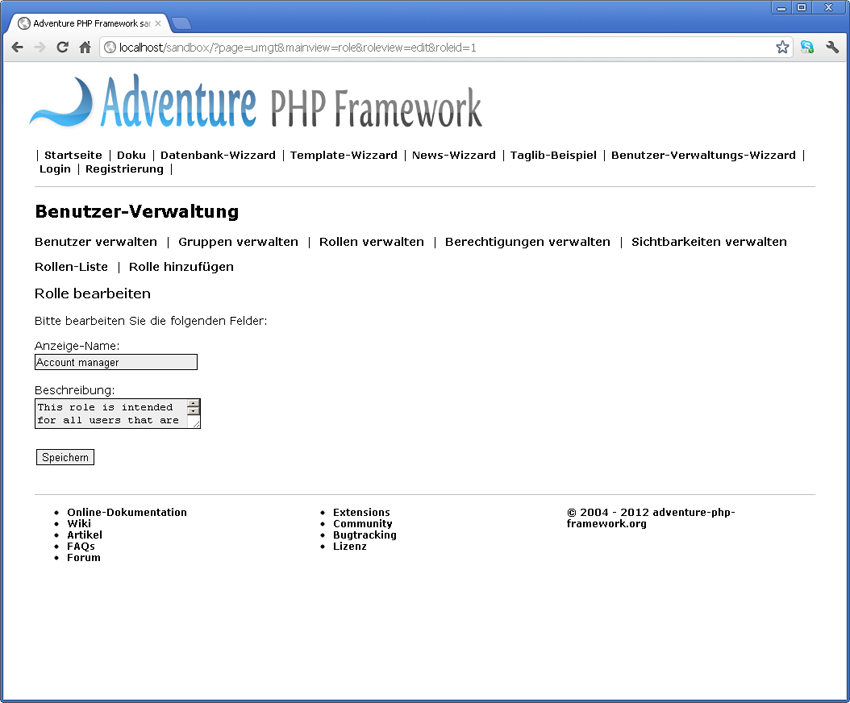 Adventure PHP Framework sa
localhost/sandbox/?page=umgt&mainview=role&roleview=edit&roleid=1
Adventure PHP Framework
| Startseite | Doku | Datenbank-Wizzard | Template-Wizzard | News-Wizzard | Taglib-Beispiel | Benutzer-Verwaltungs-Wizzard |
Login | Registrierung |
Benutzer-Verwaltung
Benutzer verwalten | Gruppen verwalten | Rollen verwalten | Berechtigungen verwalten | Sichtbarkeiten verwalten
Rollen-Liste | Rolle hinzufügen
Rolle bearbeiten
Bitte bearbeiten Sie die folgenden Felder:
Anzeige-Name:
Account manager
Beschreibung:
This role is intended
for all users that are
Speichern
Online-Dokumentation
Wiki
Artikel
FAQs
Forum
Extensions
Community
Bugtracking
Lizenz
© 2004 - 2012 adventure-php-
framework.org